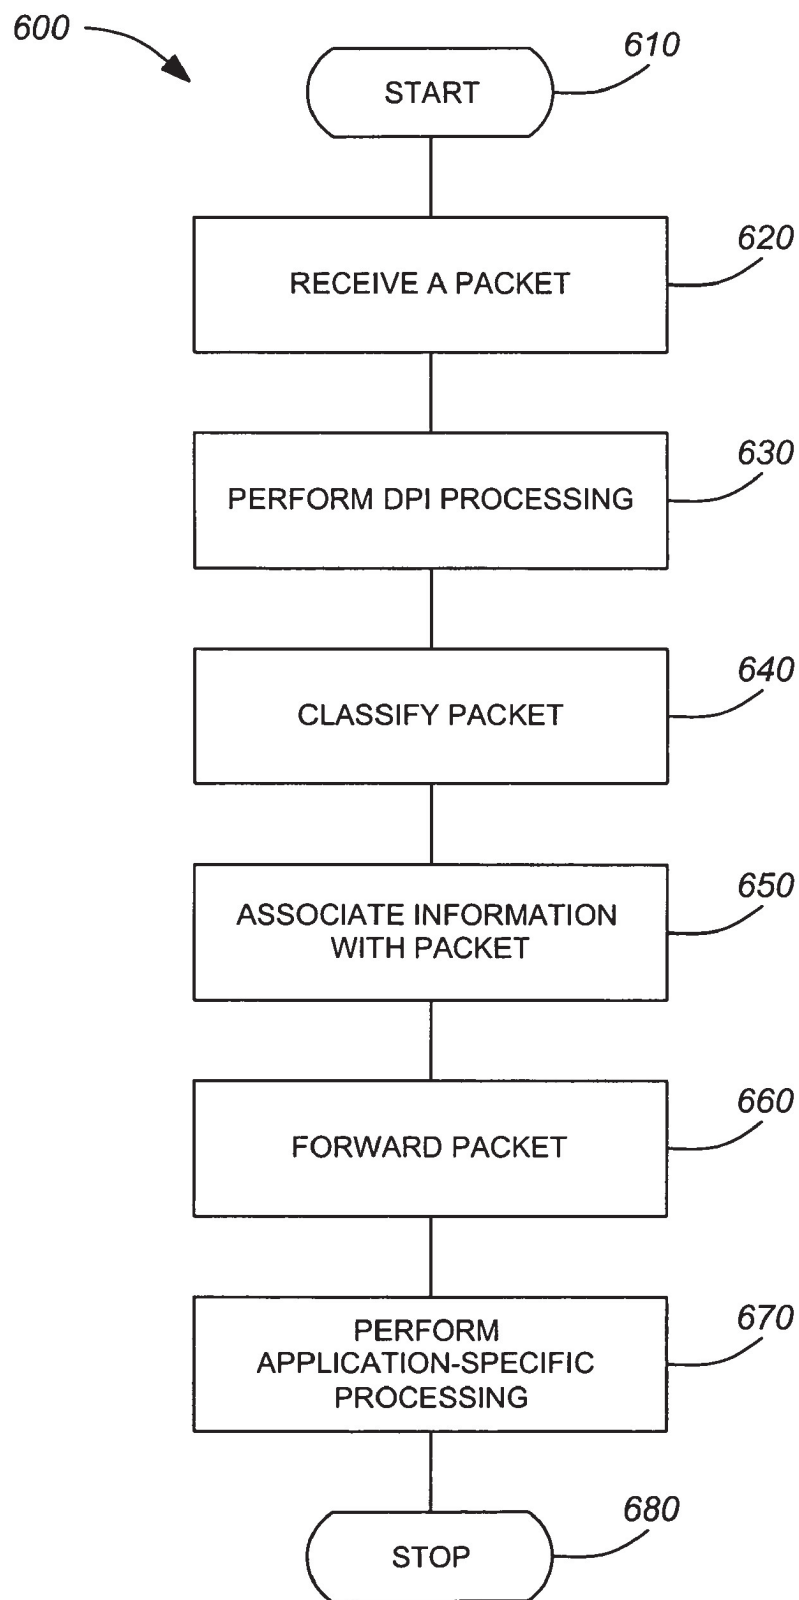 600
610
START
620
RECEIVE A PACKET
630
PERFORM DPI PROCESSING
640
CLASSIFY PACKET
650
ASSOCIATE INFORMATION
WITH PACKET
660
FORWARD PACKET
670
PERFORM
APPLICATION-SPECIFIC
PROCESSING
680
STOP